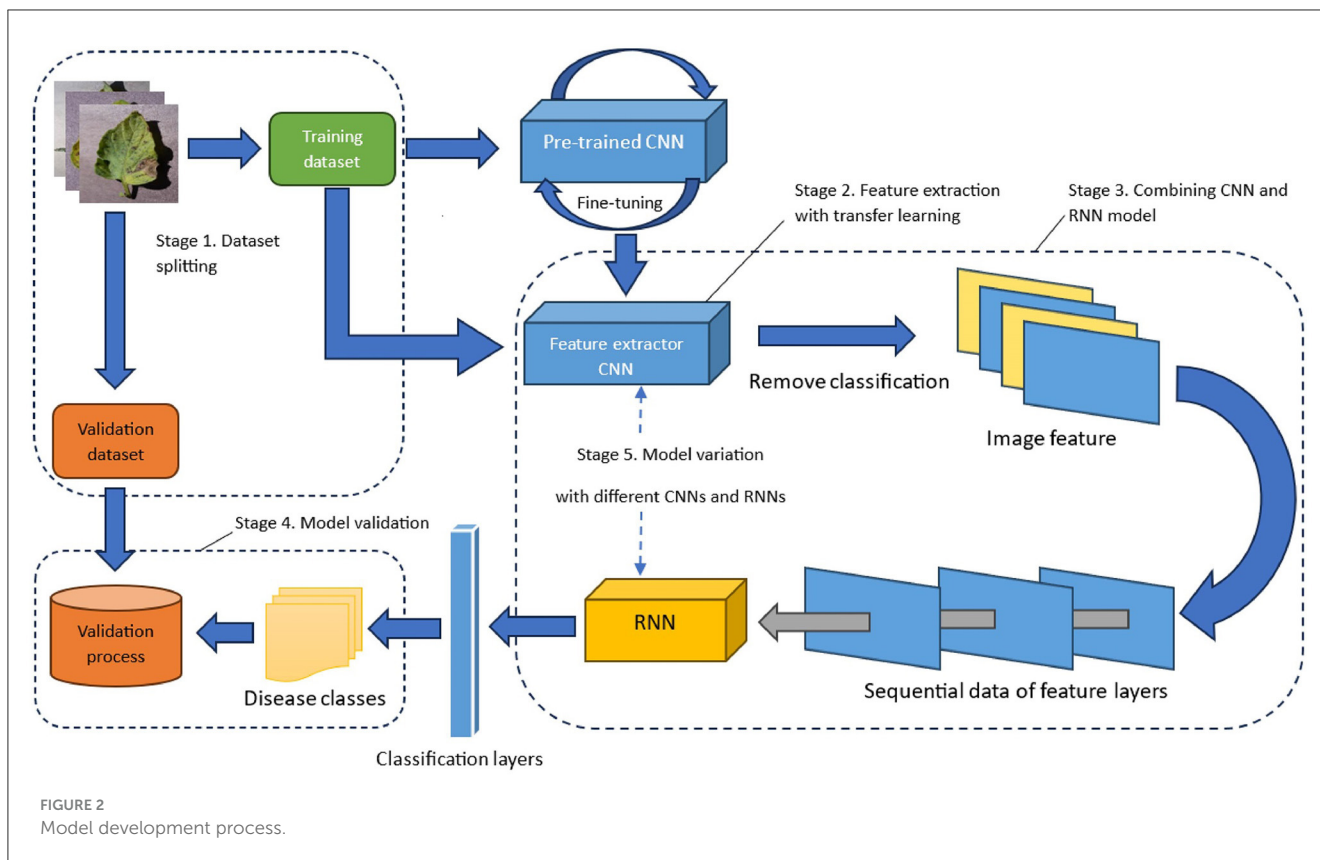 Training
dataset
Pre-trained CNN
Fine-tuning
Stage 1. Dataset
splitting
Stage 2. Feature extraction
with transfer learning
Stage 3. Combining CNN and
RNN model
Feature extractor
CNN
Remove classification
Image feature
Validation
dataset
Stage 5. Model variation
with different CNNs and RNNs
Stage 4. Model validation
Validation
process
Disease classes
Classification layers
RNN
Sequential data of feature layers
FIGURE 2
Model development process.